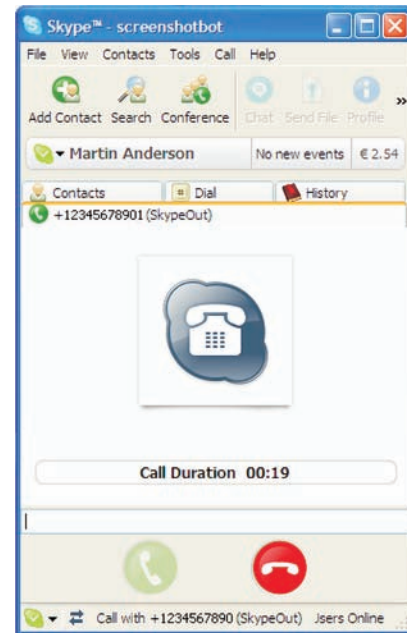 Skype™ - screenshotbot
File View Contacts Tools Call Help
Add Contact Search Conference Chat Send File Profile »
Martin Anderson No new events € 2.54
Contacts Dial History
+12345678901 (SkypeOut)
Call Duration 00:19
Call with +1234567890 (SkypeOut) Jsers Online